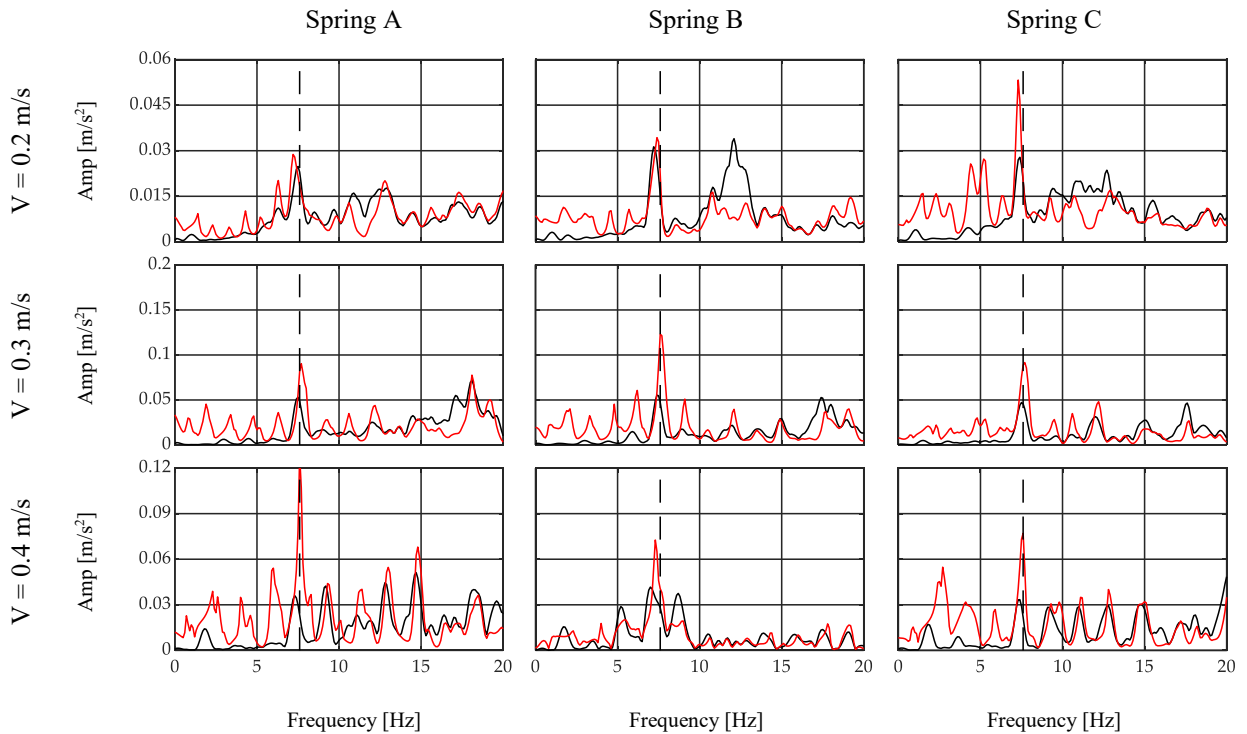 Spring A Spring B Spring C
V = 0.2 m/s
Amp [m/s²]
0.06
0.045
0.03
0.015
0
V = 0.3 m/s
Amp [m/s²]
0.2
0.15
0.1
0.05
0
V = 0.4 m/s
Amp [m/s²]
0.12
0.09
0.06
0.03
0
0 5 10 15 20 0 5 10 15 20 0 5 10 15 20
Frequency [Hz] Frequency [Hz] Frequency [Hz]